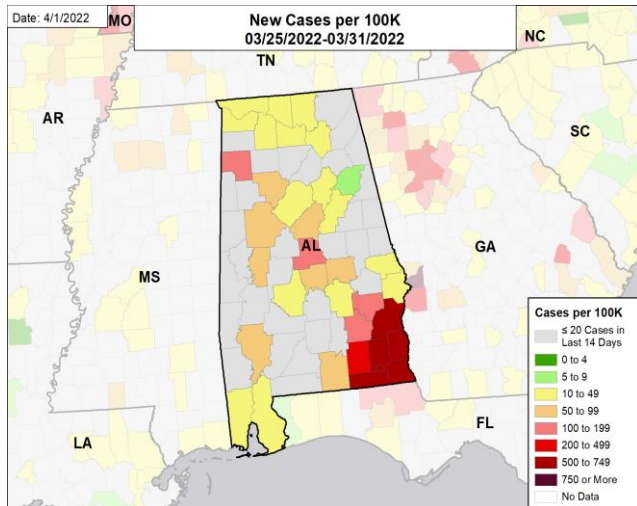 Date: 4/1/2022
New Cases per 100K
03/25/2022-03/31/2022
MO
TN
NC
AR
SC
AL
MS
GA
LA
FL
Cases per 100K
≤ 20 Cases in
Last 14 Days
0 to 4
5 to 9
10 to 49
50 to 99
100 to 199
200 to 499
500 to 749
750 or More
No Data